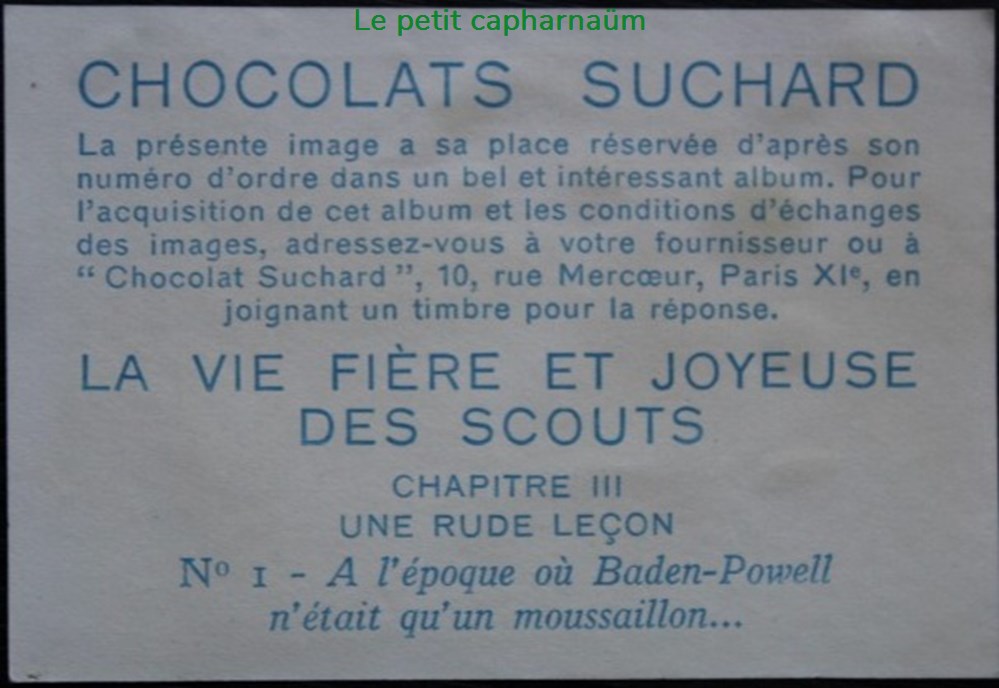 Le petit capharnaüm
CHOCOLATS SUCHARD
La présente image a sa place réservée d'après son
numéro d'ordre dans un bel et intéressant album. Pour
l'acquisition de cet album et les conditions d'échanges
des images, adressez-vous à votre fournisseur ou à
“ Chocolat Suchard ”, 10, rue Mercœur, Paris XIe, en
joignant un timbre pour la réponse.
LA VIE FIÈRE ET JOYEUSE
DES SCOUTS
CHAPITRE III
UNE RUDE LEÇON
No 1 - A l'époque où Baden-Powell
n'était qu'un moussaillon...